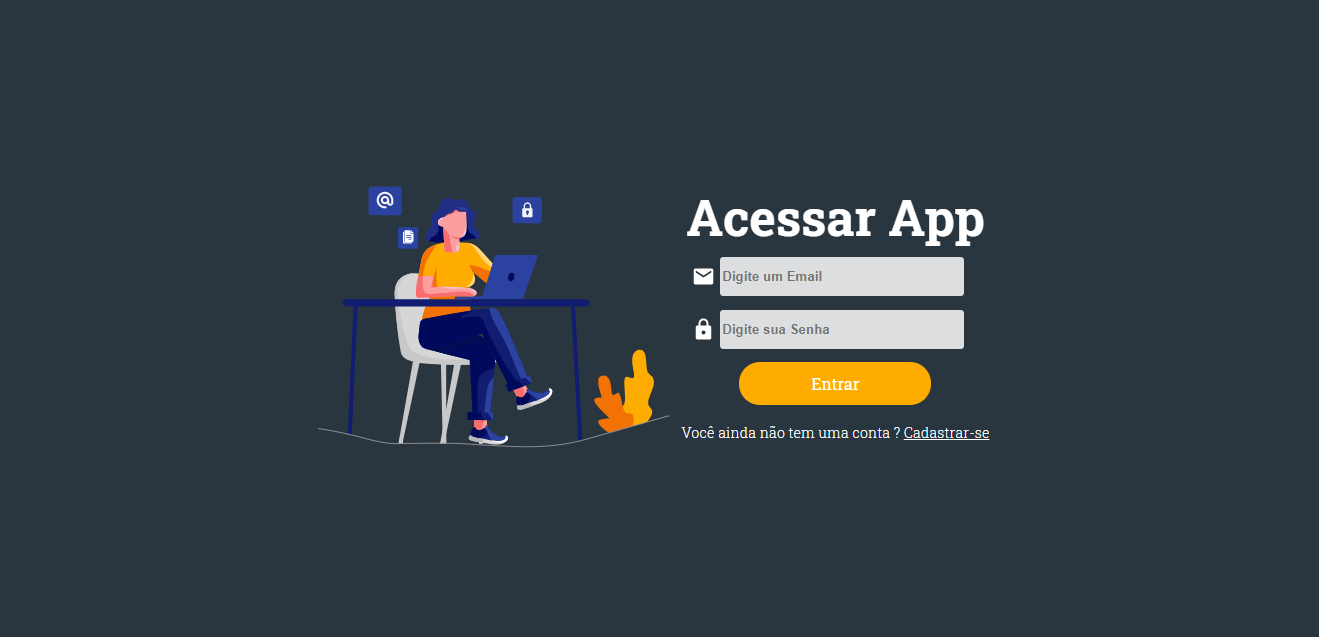 Acessar App
Digite um Email
Digite sua Senha
Entrar
Você ainda não tem uma conta ? Cadastrar-se